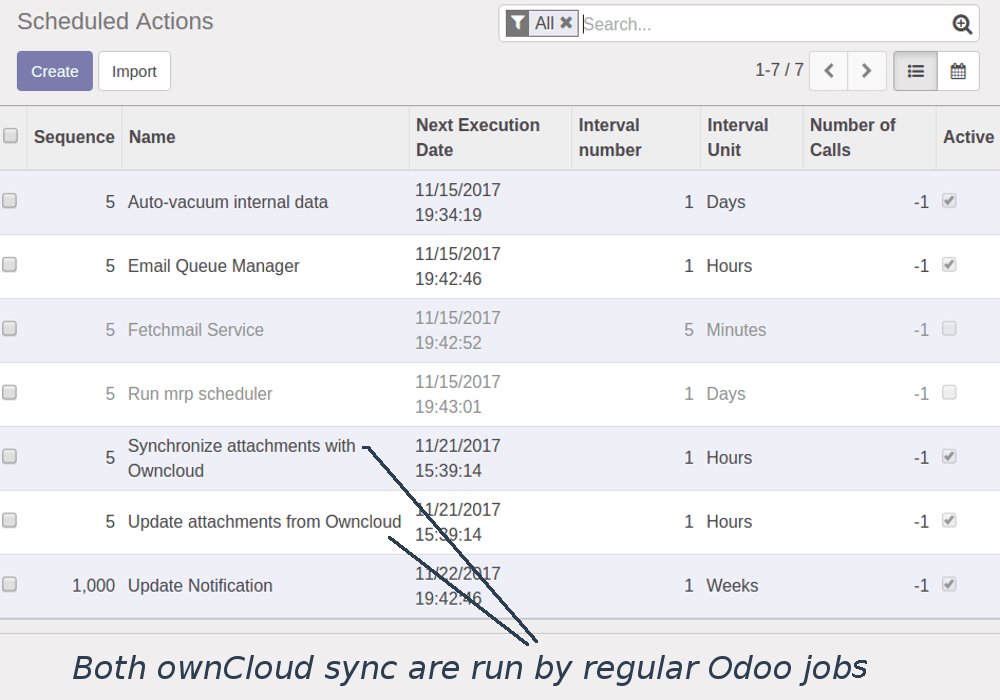 Scheduled Actions
All Search...
Create Import 1-7 / 7
Sequence Name Next Execution Date Interval number Interval Unit Number of Calls Active
5 Auto-vacuum internal data 11/15/2017 19:34:19 1 Days -1
5 Email Queue Manager 11/15/2017 19:42:46 1 Hours -1
5 Fetchmail Service 11/15/2017 19:42:52 5 Minutes -1
5 Run mrp scheduler 11/15/2017 19:43:01 1 Days -1
5 Synchronize attachments with Owncloud 11/21/2017 15:39:14 1 Hours -1
5 Update attachments from Owncloud 11/21/2017 15:39:14 1 Hours -1
1,000 Update Notification 11/22/2017 19:42:46 1 Weeks -1
Both ownCloud sync are run by regular Odoo jobs